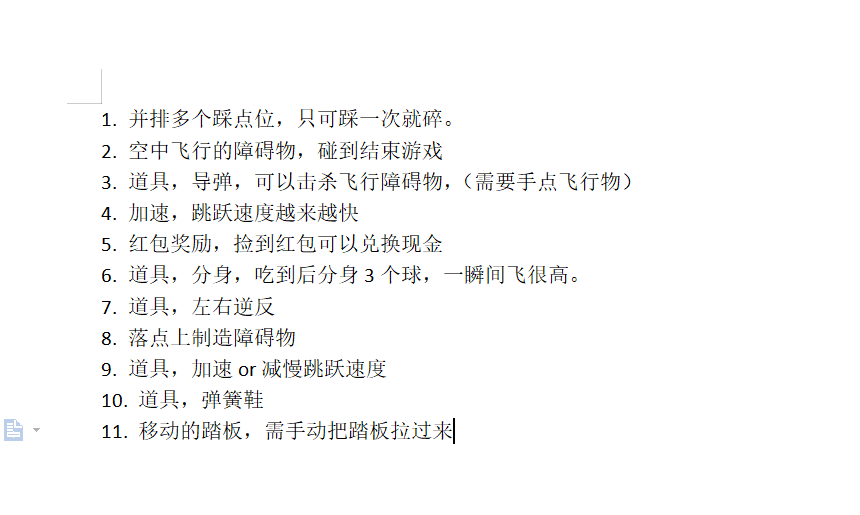 1. 并排多个踩点位，只可踩一次就碎。
2. 空中飞行的障碍物，碰到结束游戏
3. 道具，导弹，可以击杀飞行障碍物，（需要手点飞行物）
4. 加速，跳跃速度越来越快
5. 红包奖励，捡到红包可以兑换现金
6. 道具，分身，吃到后分身 3 个球，一瞬间飞很高。
7. 道具，左右逆反
8. 落点上制造障碍物
9. 道具，加速 or 减慢跳跃速度
10. 道具，弹簧鞋
11. 移动的踏板，需手动把踏板拉过来